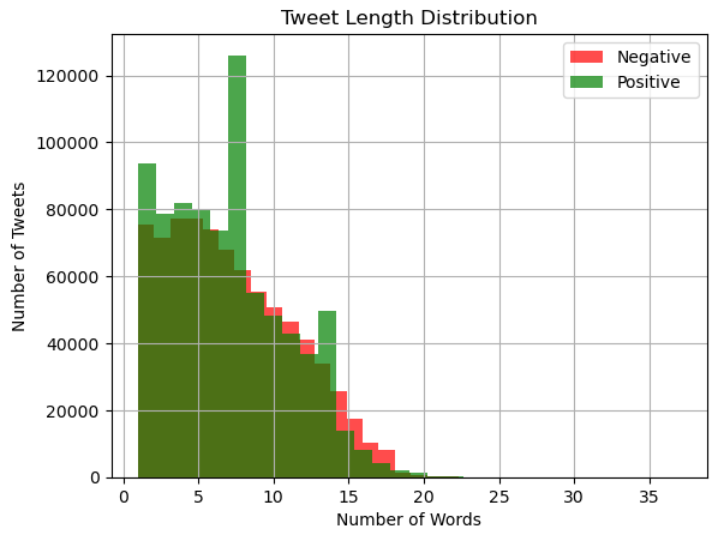 Tweet Length Distribution
Negative
Positive
120000
100000
80000
60000
40000
20000
0
Number of Tweets
0 5 10 15 20 25 30 35
Number of Words